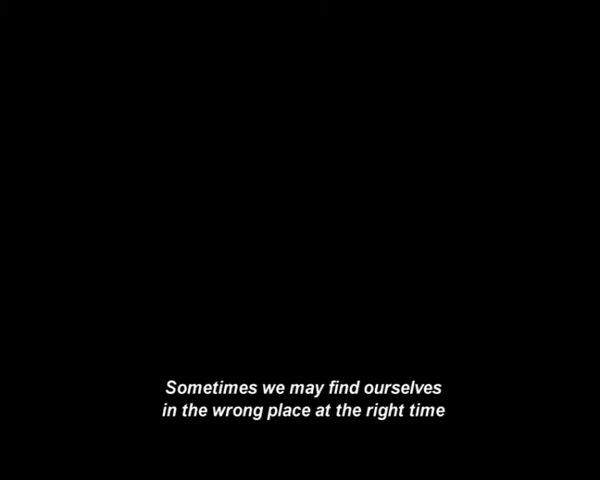 Sometimes we may find ourselves
in the wrong place at the right time